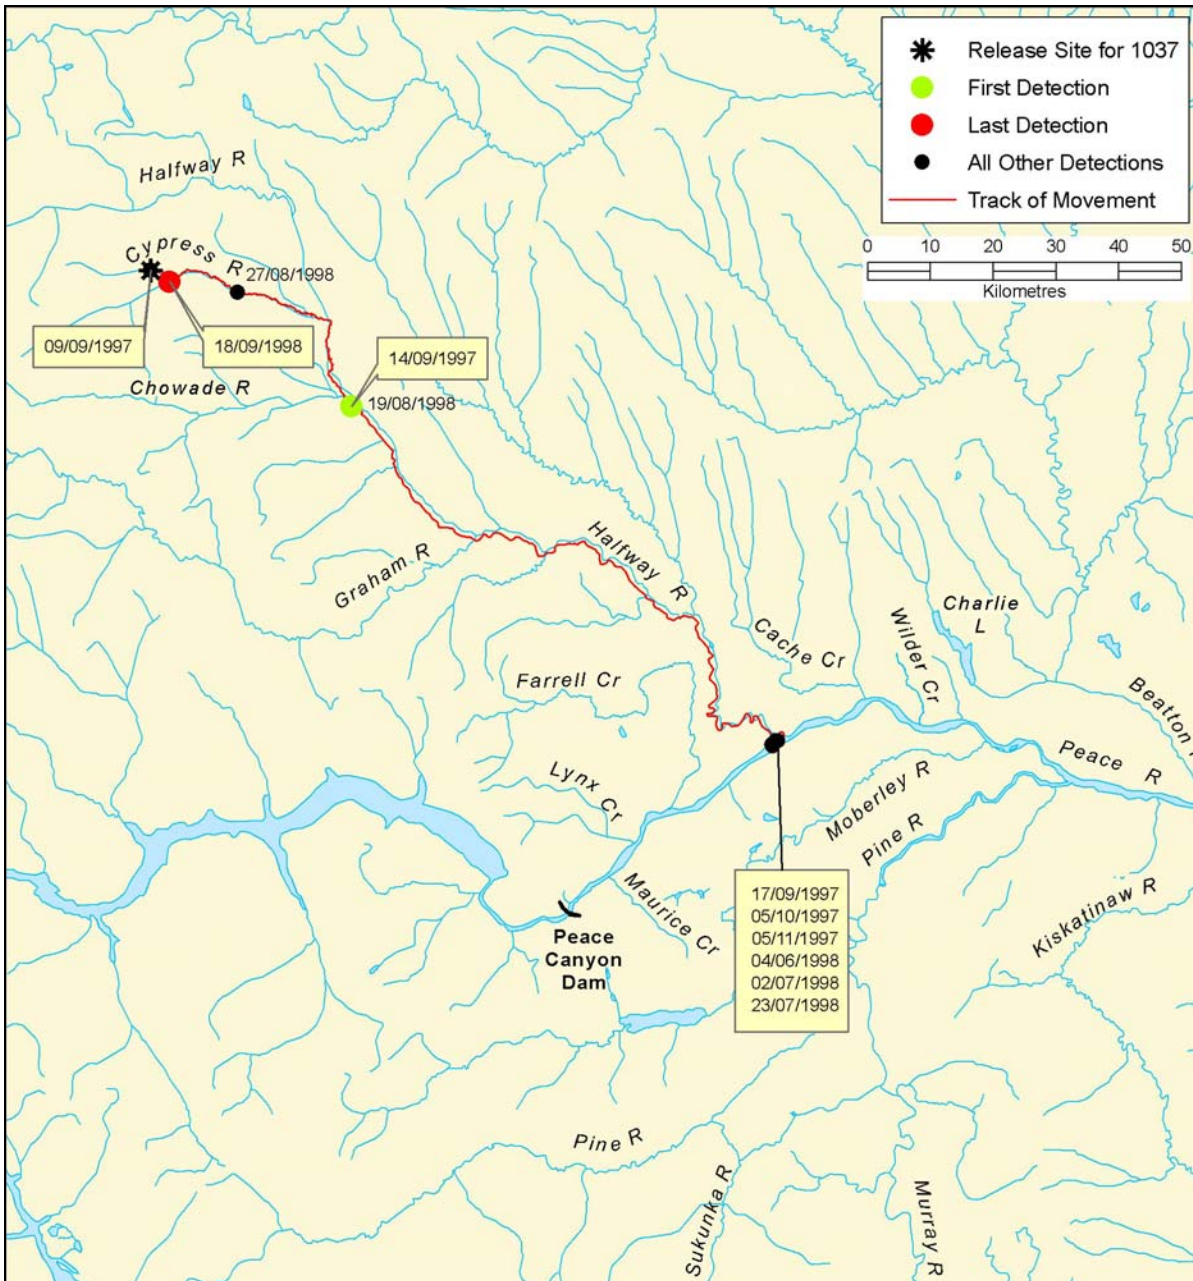 Release Site for 1037
First Detection
Last Detection
All Other Detections
Track of Movement
0 10 20 30 40 50
Kilometres
Halfway R
Cypress R
27/08/1998
09/09/1997
18/09/1998
14/09/1997
Chowade R
19/08/1998
Graham R
Halfway R
Cache Cr
Wilder Cr
Charlie
L
Beatton
Farrell Cr
Peace R
Lynx Cr
Moberley R
Pine R
Maurice Cr
Kiskatinaw R
17/09/1997
05/10/1997
05/11/1997
04/06/1998
02/07/1998
23/07/1998
Peace
Canyon
Dam
Pine R
Sukunka R
Murray R